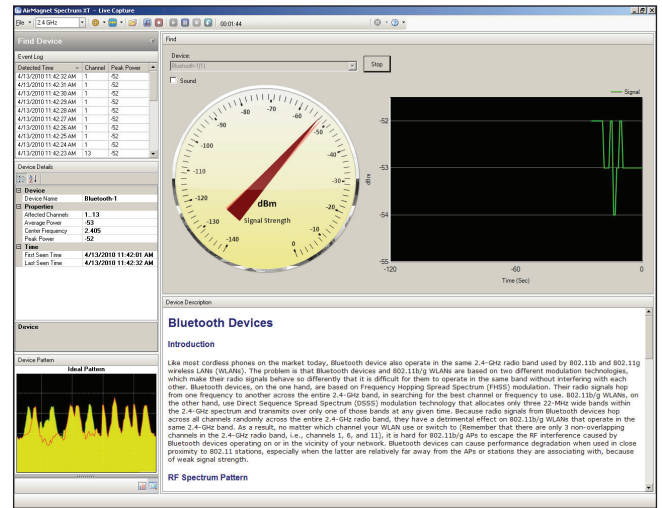 AirMagnet Spectrum XT - Live Capture
File 2.4 GHz 00:01:44
Find Device
Event Log
Detected Time Channel Peak Power
4/13/2010 11:42:32 AM 1 -52
4/13/2010 11:42:31 AM 1 -52
4/13/2010 11:42:30 AM 1 -52
4/13/2010 11:42:29 AM 1 -52
4/13/2010 11:42:28 AM 1 -52
4/13/2010 11:42:27 AM 1 -52
4/13/2010 11:42:26 AM 1 -52
4/13/2010 11:42:25 AM 1 -52
4/13/2010 11:42:24 AM 1 -52
4/13/2010 11:42:23 AM 13 -52
Device Details
Device
Device Name Bluetooth-1
Properties
Affected Channels 1..13
Average Power -53
Center Frequency 2.405
Peak Power -52
Time
First Seen Time 4/13/2010 11:42:01 AM
Last Seen Time 4/13/2010 11:42:32 AM
Device
Device Pattern
Ideal Pattern
Find
Device:
Bluetooth-1(1)
Stop
Sound
-140
-130
-120
-110
-100
-90
-80
-70
-60
-50
-40
-30
-20
-10
0
dBm
Signal Strength
Signal
dBm
-52
-53
-54
-55
-120 -60 0
Time (Sec)
Device Description
Bluetooth Devices
Introduction
Like most cordless phones on the market today, Bluetooth device also operate in the same 2.4-GHz radio band used by 802.11b and 802.11g
wireless LANs (WLANs). The problem is that Bluetooth devices and 802.11b/g WLANs are based on two different modulation technologies,
which make their radio signals behave so differently that it is difficult for them to operate in the same band without interfering with each
other. Bluetooth devices, on the one hand, are based on Frequency Hopping Spread Spectrum (FHSS) modulation. Their radio signals hop
from one frequency to another across the entire 2.4-GHz band, in searching for the best channel or frequency to use. 802.11b/g WLANs, on
the other hand, use Direct Sequence Spread Spectrum (DSSS) modulation technology that allocates only three 22-MHz wide bands within
the 2.4-GHz spectrum and transmits over only one of those bands at any given time. Because radio signals from Bluetooth devices hop
across all channels randomly across the entire 2.4-GHz radio band, they have a detrimental effect on 802.11b/g WLANs that operate in the
same 2.4-GHz band. As a result, no matter which channel your WLAN use or switch to (Remember that there are only 3 non-overlapping
channels in the 2.4-GHz radio band, i.e., channels 1, 6, and 11), it is hard for 802.11b/g APs to escape the RF interference caused by
Bluetooth devices operating on or in the vicinity of your network. Bluetooth devices can cause performance degradation when used in close
proximity to 802.11 stations, especially when the latter are relatively far away from the APs or stations they are associating with, because
of weak signal strength.
RF Spectrum Pattern